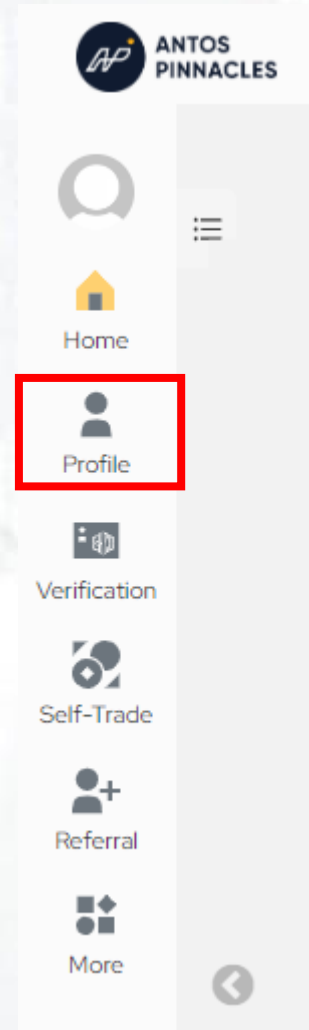 ANTOS
PINNACLES
Home
Profile
Verification
Self-Trade
Referral
More